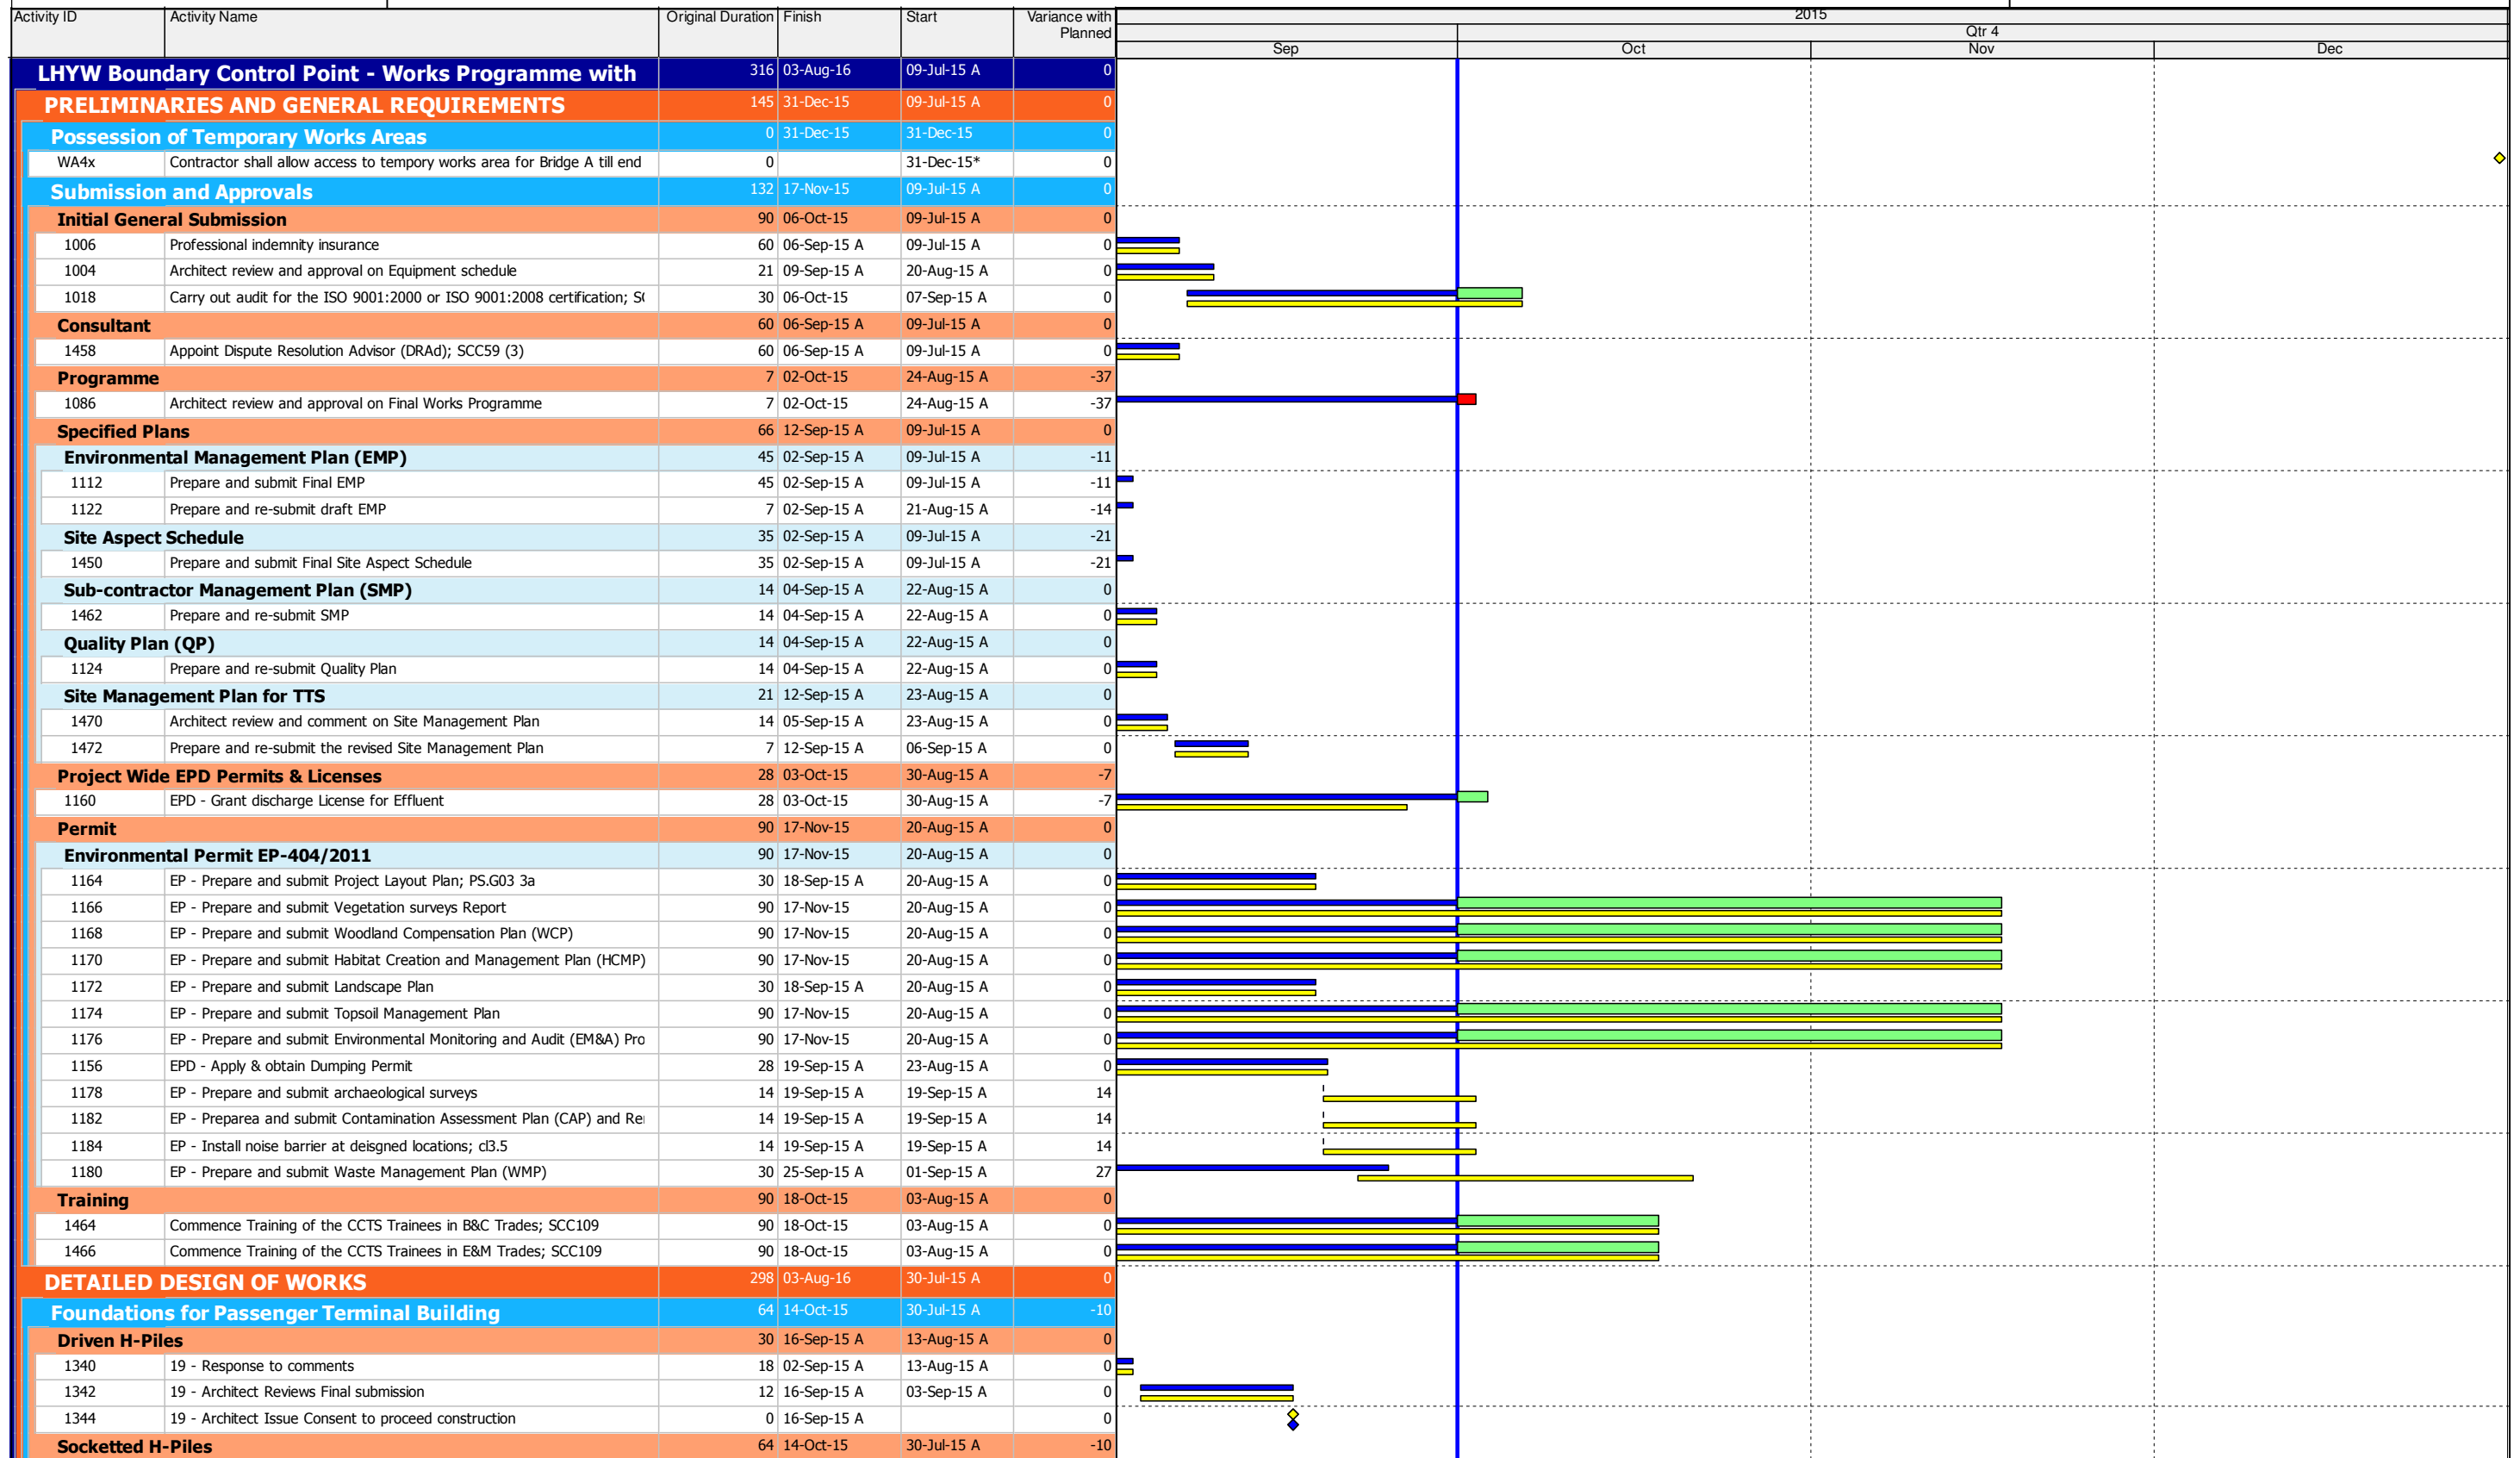 Activity ID Activity Name Original Duration Finish Start Variance with Planned 2015
Qtr 4
Sep Oct Nov Dec
LHYW Boundary Control Point - Works Programme with 316 03-Aug-16 09-Jul-15 A 0
PRELIMINARIES AND GENERAL REQUIREMENTS 145 31-Dec-15 09-Jul-15 A 0
Possession of Temporary Works Areas 0 31-Dec-15 31-Dec-15 0
WA4x Contractor shall allow access to tempory works area for Bridge A till end 0 31-Dec-15* 0
Submission and Approvals 132 17-Nov-15 09-Jul-15 A 0
Initial General Submission 90 06-Oct-15 09-Jul-15 A 0
1006 Professional indemnity insurance 60 06-Sep-15 A 09-Jul-15 A 0
1004 Architect review and approval on Equipment schedule 21 09-Sep-15 A 20-Aug-15 A 0
1018 Carry out audit for the ISO 9001:2000 or ISO 9001:2008 certification; 30 06-Oct-15 07-Sep-15 A 0
Consultant 60 06-Sep-15 A 09-Jul-15 A 0
1458 Appoint Dispute Resolution Advisor (DRAd); SCC59 (3) 60 06-Sep-15 A 09-Jul-15 A 0
Programme 7 02-Oct-15 24-Aug-15 A -37
1086 Architect review and approval on Final Works Programme 7 02-Oct-15 24-Aug-15 A -37
Specified Plans 66 12-Sep-15 A 09-Jul-15 A 0
Environmental Management Plan (EMP) 45 02-Sep-15 A 09-Jul-15 A -11
1112 Prepare and submit Final EMP 45 02-Sep-15 A 09-Jul-15 A -11
1122 Prepare and re-submit draft EMP 7 02-Sep-15 A 21-Aug-15 A -14
Site Aspect Schedule 35 02-Sep-15 A 09-Jul-15 A -21
1450 Prepare and submit Final Site Aspect Schedule 35 02-Sep-15 A 09-Jul-15 A -21
Sub-contractor Management Plan (SMP) 14 04-Sep-15 A 22-Aug-15 A 0
1462 Prepare and re-submit SMP 14 04-Sep-15 A 22-Aug-15 A 0
Quality Plan (QP) 14 04-Sep-15 A 22-Aug-15 A 0
1124 Prepare and re-submit Quality Plan 14 04-Sep-15 A 22-Aug-15 A 0
Site Management Plan for TTS 21 12-Sep-15 A 23-Aug-15 A 0
1470 Architect review and comment on Site Management Plan 14 05-Sep-15 A 23-Aug-15 A 0
1472 Prepare and re-submit the revised Site Management Plan 7 12-Sep-15 A 06-Sep-15 A 0
Project Wide EPD Permits & Licenses 28 03-Oct-15 30-Aug-15 A -7
1160 EPD - Grant discharge License for Effluent 28 03-Oct-15 30-Aug-15 A -7
Permit 90 17-Nov-15 20-Aug-15 A 0
Environmental Permit EP-404/2011 90 17-Nov-15 20-Aug-15 A 0
1164 EP - Prepare and submit Project Layout Plan; PS.G03 3a 30 18-Sep-15 A 20-Aug-15 A 0
1166 EP - Prepare and submit Vegetation surveys Report 90 17-Nov-15 20-Aug-15 A 0
1168 EP - Prepare and submit Woodland Compensation Plan (WCP) 90 17-Nov-15 20-Aug-15 A 0
1170 EP - Prepare and submit Habitat Creation and Management Plan (HCMP) 90 17-Nov-15 20-Aug-15 A 0
1172 EP - Prepare and submit Landscape Plan 30 18-Sep-15 A 20-Aug-15 A 0
1174 EP - Prepare and submit Topsoil Management Plan 90 17-Nov-15 20-Aug-15 A 0
1176 EP - Prepare and submit Environmental Monitoring and Audit (EM&A) Pro 90 17-Nov-15 20-Aug-15 A 0
1156 EPD - Apply & obtain Dumping Permit 28 19-Sep-15 A 23-Aug-15 A 0
1178 EP - Prepare and submit archaeological surveys 14 19-Sep-15 A 19-Sep-15 A 14
1182 EP - Preparea and submit Contamination Assessment Plan (CAP) and 14 19-Sep-15 A 19-Sep-15 A 14
1184 EP - Install noise barrier at deisgned locations; cl3.5 14 19-Sep-15 A 19-Sep-15 A 14
1180 EP - Prepare and submit Waste Management Plan (WMP) 30 25-Sep-15 A 01-Sep-15 A 27
Training 90 18-Oct-15 03-Aug-15 A 0
1464 Commence Training of the CCTS Trainees in B&C Trades; SCC109 90 18-Oct-15 03-Aug-15 A 0
1466 Commence Training of the CCTS Trainees in E&M Trades; SCC109 90 18-Oct-15 03-Aug-15 A 0
DETAILED DESIGN OF WORKS 298 03-Aug-16 30-Jul-15 A 0
Foundations for Passenger Terminal Building 64 14-Oct-15 30-Jul-15 A -10
Driven H-Piles 30 16-Sep-15 A 13-Aug-15 A 0
1340 19 - Response to comments 18 02-Sep-15 A 13-Aug-15 A 0
1342 19 - Architect Reviews Final submission 12 16-Sep-15 A 03-Sep-15 A 0
1344 19 - Architect Issue Consent to proceed construction 0 16-Sep-15 A 0
Socketted H-Piles 64 14-Oct-15 30-Jul-15 A -10